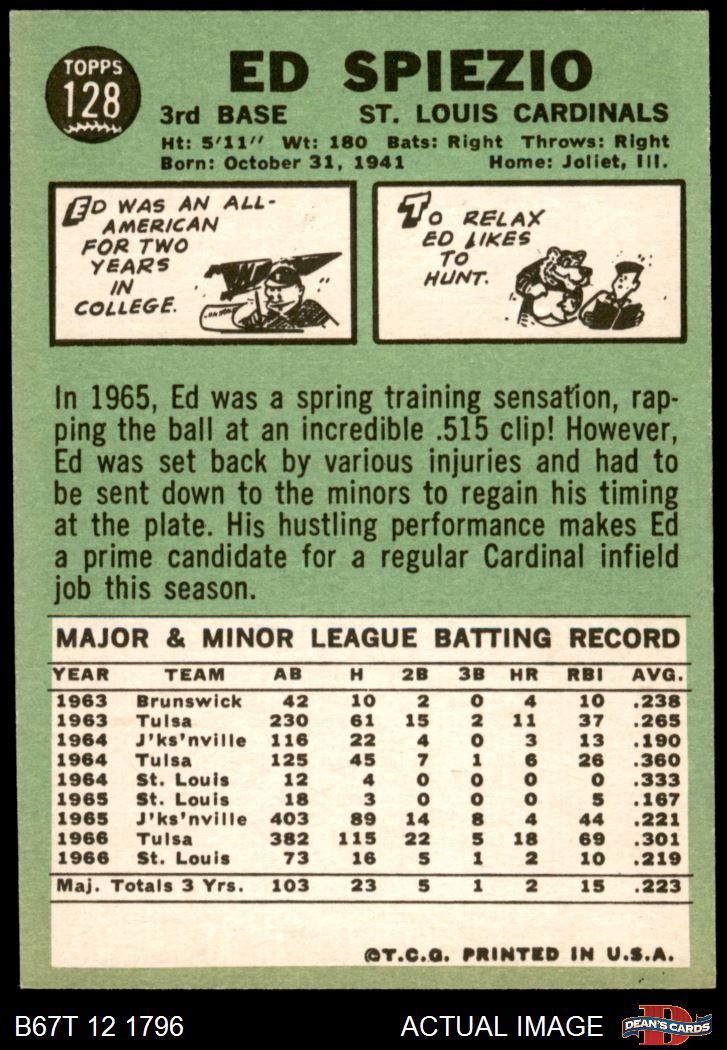 TOPPS
128
ED SPIEZIO
3rd BASE ST. LOUIS CARDINALS
Ht: 5'11" Wt: 180 Bats: Right Throws: Right
Born: October 31, 1941 Home: Joliet, Ill.
ED WAS AN ALL-
AMERICAN
FOR TWO
YEARS
IN
COLLEGE.
TO RELAX
ED LIKES
TO
HUNT.
In 1965, Ed was a spring training sensation, rap-
ping the ball at an incredible .515 clip! However,
Ed was set back by various injuries and had to
be sent down to the minors to regain his timing
at the plate. His hustling performance makes Ed
a prime candidate for a regular Cardinal infield
job this season.
MAJOR & MINOR LEAGUE BATTING RECORD
YEAR TEAM AB H 2B 3B HR RBI AVG.
1963 Brunswick 42 10 2 0 4 10 .238
1963 Tulsa 230 61 15 2 11 37 .265
1964 J'ks'nville 116 22 4 0 3 13 .190
1964 Tulsa 125 45 7 1 6 26 .360
1964 St. Louis 12 4 0 0 0 0 .333
1965 St. Louis 18 3 0 0 0 5 .167
1965 J'ks'nville 403 89 14 8 4 44 .221
1966 Tulsa 382 115 22 5 18 69 .301
1966 St. Louis 73 16 5 1 2 10 .219
Maj. Totals 3 Yrs. 103 23 5 1 2 15 .223
©T.C.G. PRINTED IN U.S.A.
B67T 12 1796 ACTUAL IMAGE
DEAN'S CARDS